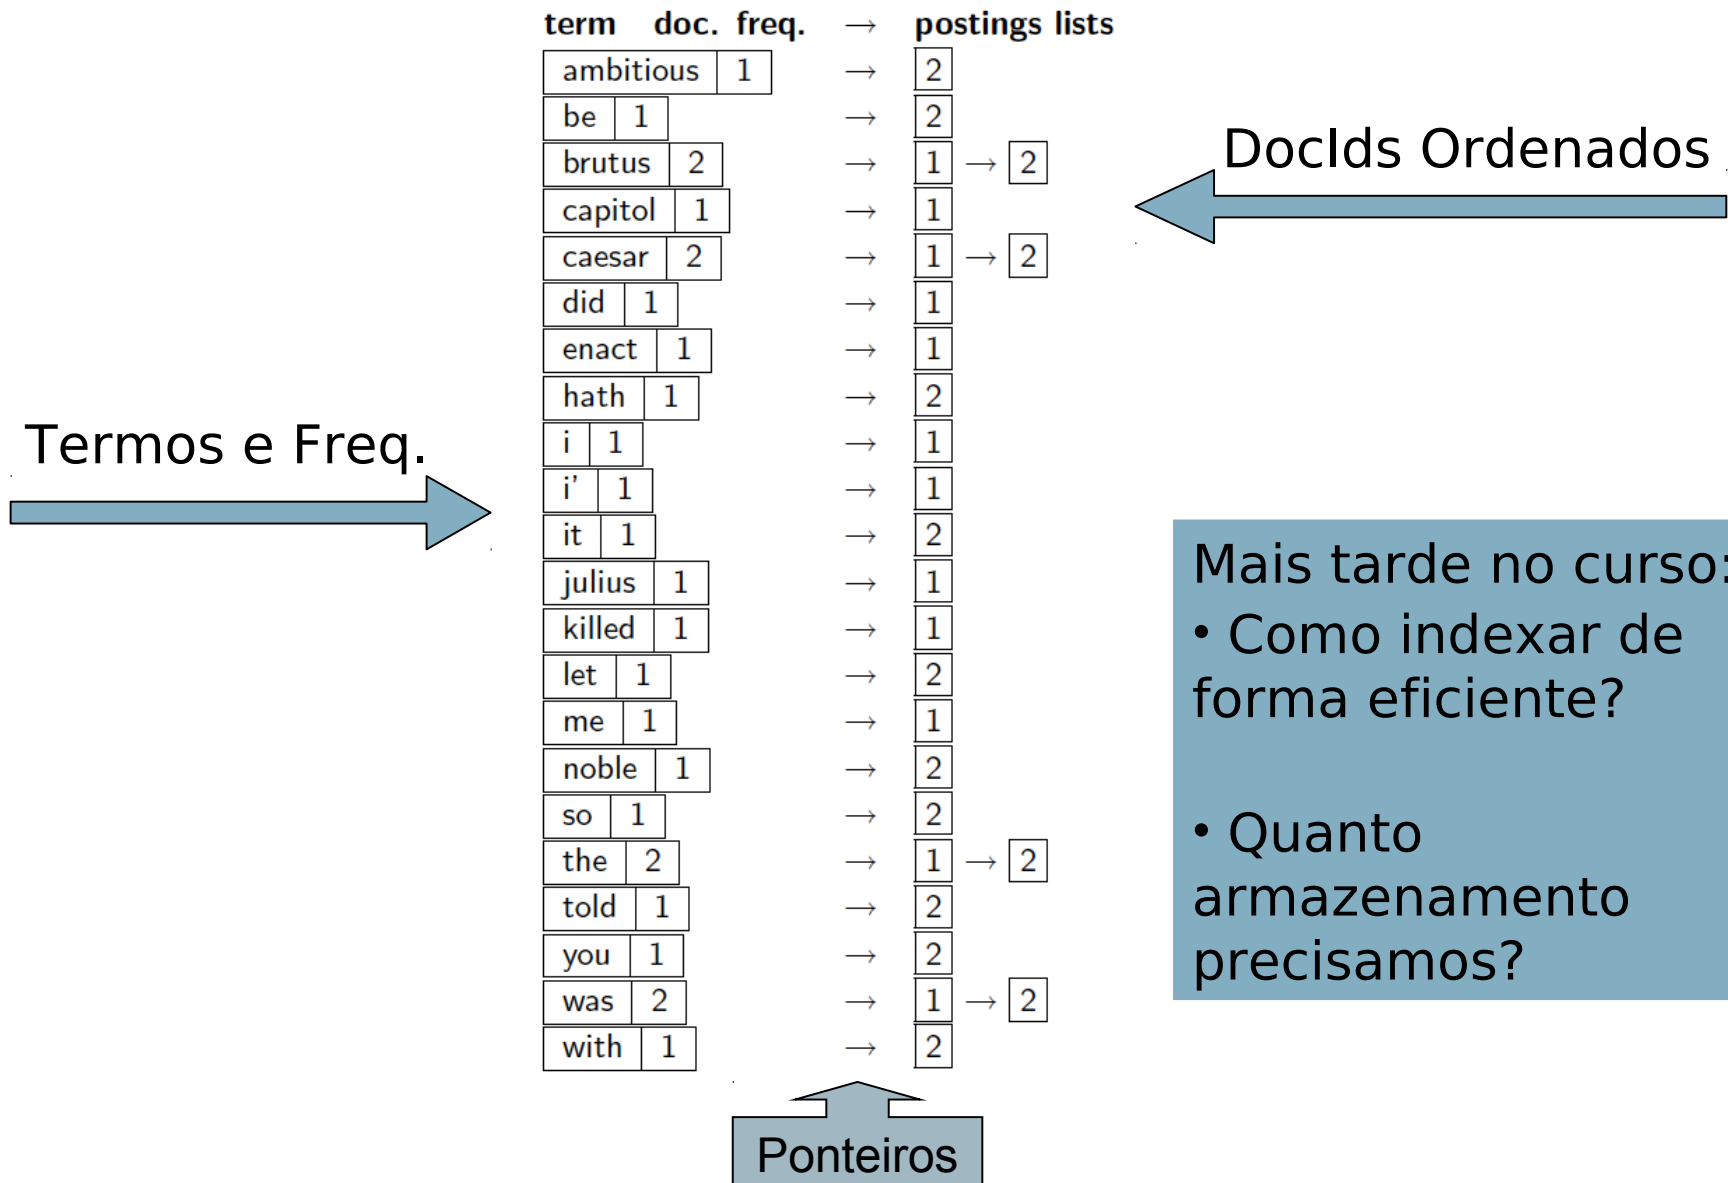 term doc. freq. → postings lists
ambitious 1 → 2
be 1 → 2
brutus 2 → 1 → 2
capitol 1 → 1
caesar 2 → 1 → 2
did 1 → 1
enact 1 → 1
hath 1 → 2
i 1 → 1
i' 1 → 1
it 1 → 2
julius 1 → 1
killed 1 → 1
let 1 → 2
me 1 → 1
noble 1 → 2
so 1 → 2
the 2 → 1 → 2
told 1 → 2
you 1 → 2
was 2 → 1 → 2
with 1 → 2
DocIds Ordenados
Termos e Freq.
Mais tarde no curso:
• Como indexar de
forma eficiente?
• Quanto
armazenamento
precisamos?
Ponteiros